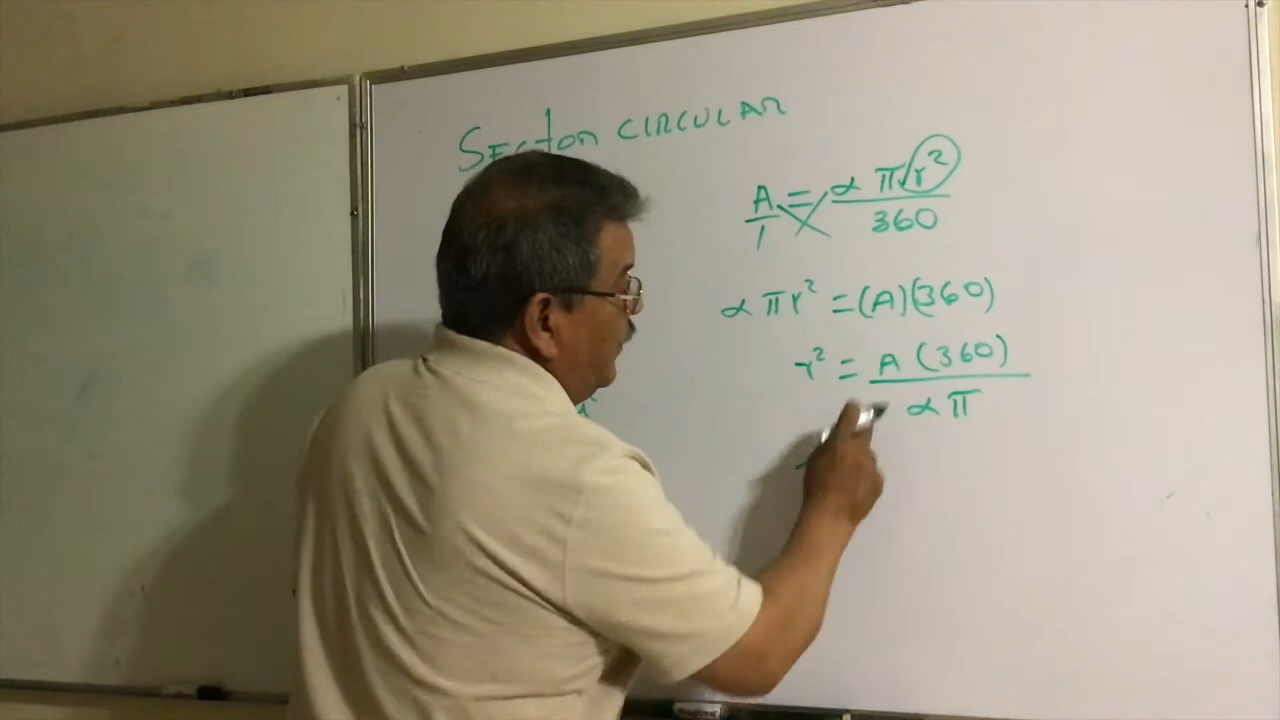 SECTOR CIRCULAR
A/1 = ∝ π r²/360
∝ π r² = (A)(360)
r² = A (360)/∝ π